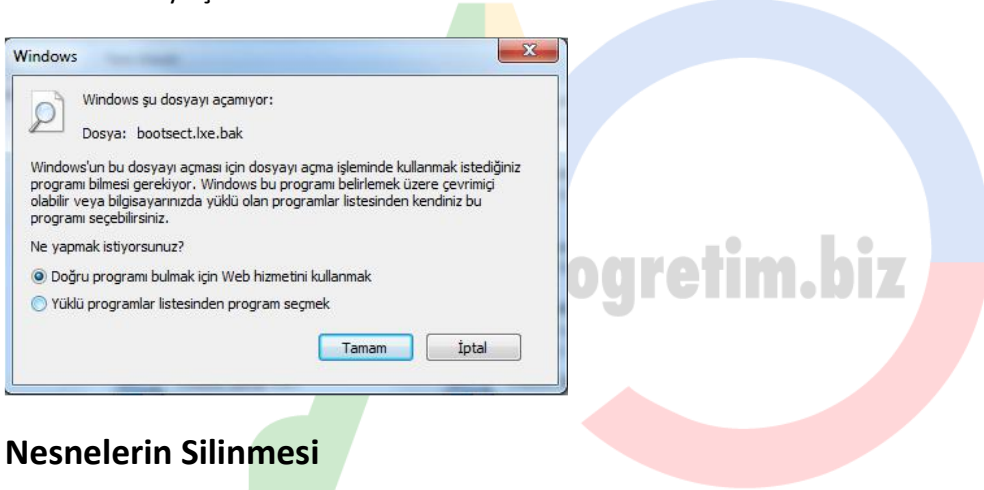 Windows
Windows şu dosyayı açamıyor:
Dosya: bootsect.lxe.bak
Windows'un bu dosyayı açması için dosyayı açma işleminde kullanmak istediğiniz
programı bilmesi gerekiyor. Windows bu programı belirlemek üzere çevrimiçi
olabilir veya bilgisayarınızda yüklü olan programlar listesinden kendiniz bu
programı seçebilirsiniz.
Ne yapmak istiyorsunuz?
Doğru programı bulmak için Web hizmetini kullanmak
Yüklü programlar listesinden program seçmek
Tamam İptal
ogretim.biz
Nesnelerin Silinmesi